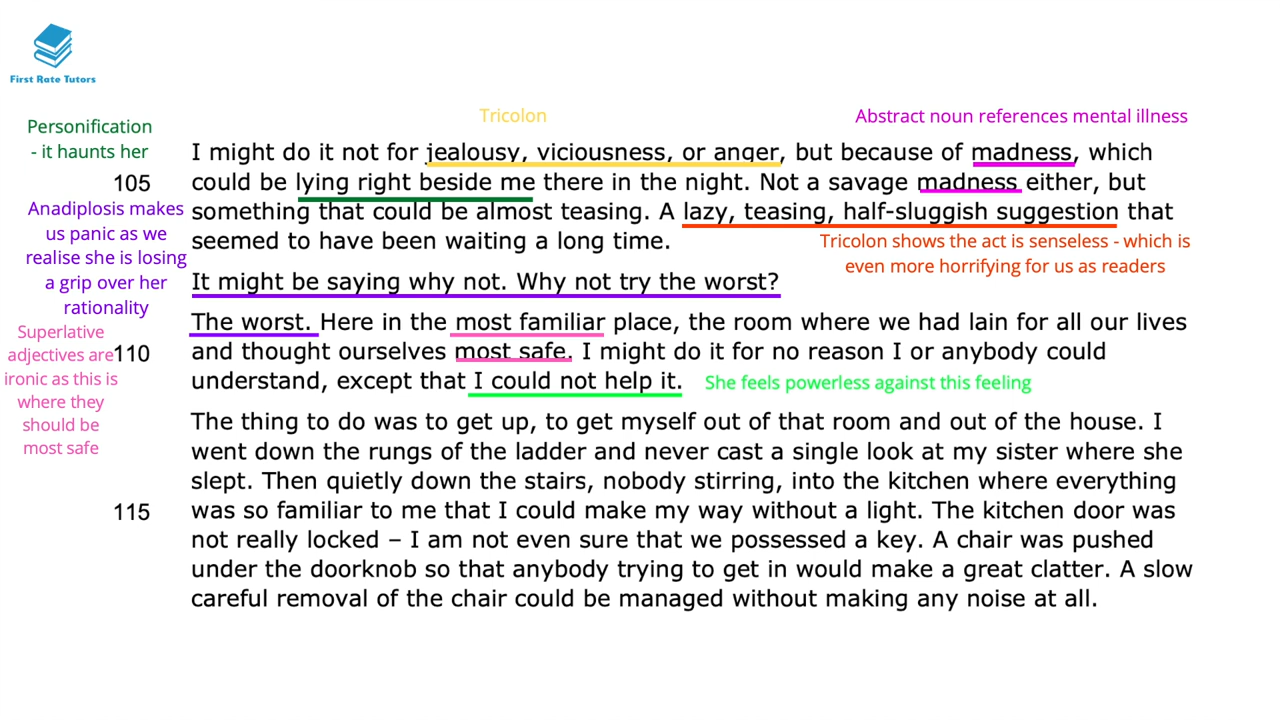 First Rate Tutors
Tricolon
Abstract noun references mental illness
Personification
- it haunts her
I might do it not for jealousy, viciousness, or anger, but because of madness, which
105
could be lying right beside me there in the night. Not a savage madness either, but
Anadiplosis makes
us panic as we
realise she is losing
a grip over her
rationality
something that could be almost teasing. A lazy, teasing, half-sluggish suggestion that
seemed to have been waiting a long time.
Tricolon shows the act is senseless - which is
even more horrifying for us as readers
It might be saying why not. Why not try the worst?
Superlative
adjectives are
ironic as this is
where they
should be
most safe
The worst. Here in the most familiar place, the room where we had lain for all our lives
110
and thought ourselves most safe. I might do it for no reason I or anybody could
understand, except that I could not help it.
She feels powerless against this feeling
The thing to do was to get up, to get myself out of that room and out of the house. I
went down the rungs of the ladder and never cast a single look at my sister where she
slept. Then quietly down the stairs, nobody stirring, into the kitchen where everything
115
was so familiar to me that I could make my way without a light. The kitchen door was
not really locked – I am not even sure that we possessed a key. A chair was pushed
under the doorknob so that anybody trying to get in would make a great clatter. A slow
careful removal of the chair could be managed without making any noise at all.